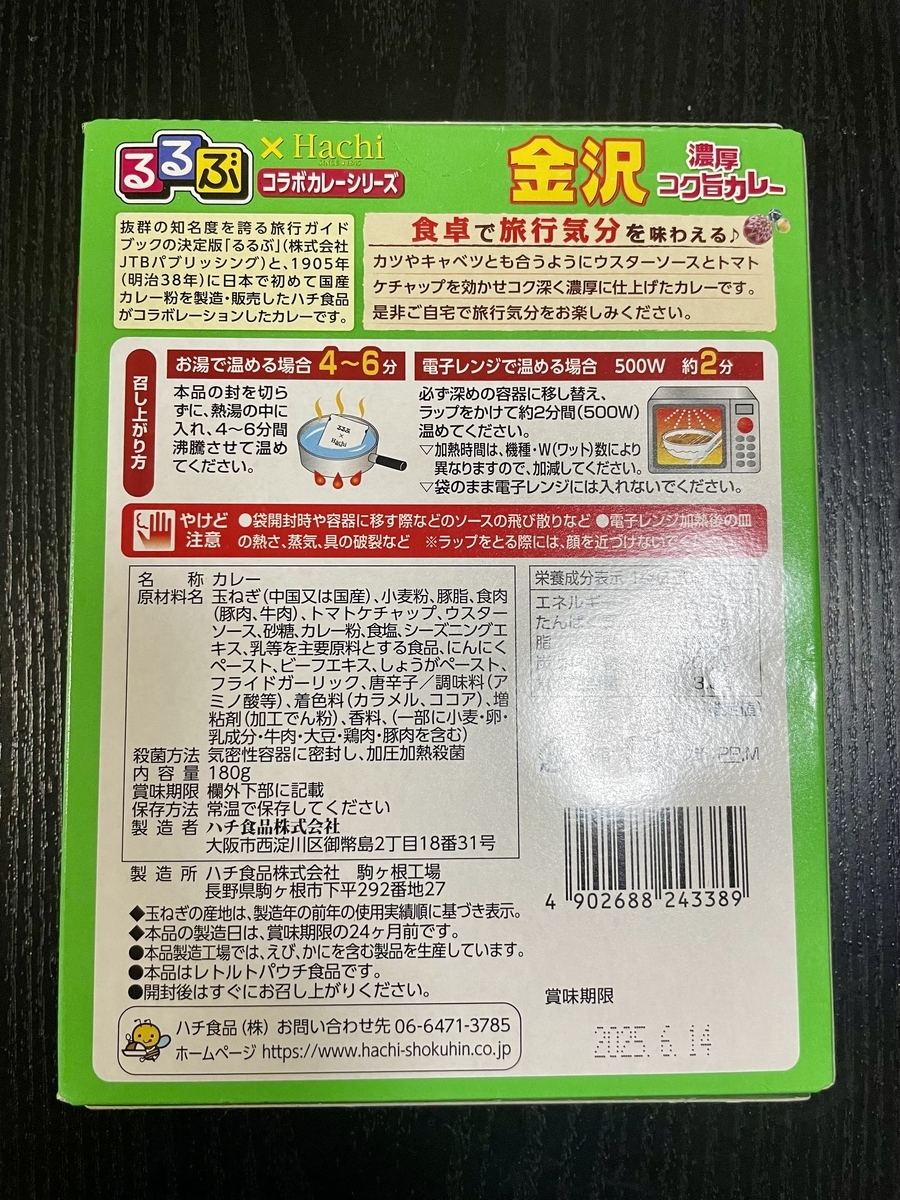 るるぶ × Hachi
SINCE 1845
コラボカレーシリーズ
金沢 濃厚
コク旨カレー
抜群の知名度を誇る旅行ガイド
ブックの決定版「るるぶ」(株式会社
JTBパブリッシング)と、1905年
(明治38年)に日本で初めて国産
カレー粉を製造・販売したハチ食品
がコラボレーションしたカレーです。
食卓で旅行気分を味わえる♪
カツやキャベツとも合うようにウスターソースとトマト
ケチャップを効かせコク深く濃厚に仕上げたカレーです。
是非ご自宅で旅行気分をお楽しみください。
召し上がり方
お湯で温める場合 4〜6分
本品の封を切ら
ずに、熱湯の中に
入れ、4〜6分間
沸騰させて温め
てください。
るるぶ
×
Hachi
電子レンジで温める場合 500W 約2分
必ず深めの容器に移し替え、
ラップをかけて約2分間(500W)
温めてください。
▽加熱時間は、機種・W(ワット)数により
異なりますので、加減してください。
▽袋のまま電子レンジには入れないでください。
やけど
注意
●袋開封時や容器に移す際などのソースの飛び散りなど ●電子レンジ加熱後の皿
の熱さ、蒸気、具の破裂など ※ラップをとる際には、顔を近づけないでください
名称 カレー
原材料名 玉ねぎ(中国又は国産)、小麦粉、豚脂、食肉
(豚肉、牛肉)、トマトケチャップ、ウスター
ソース、砂糖、カレー粉、食塩、シーズニングエ
キス、乳等を主要原料とする食品、にんにく
ペースト、ビーフエキス、しょうがペースト、
フライドガーリック、唐辛子/調味料(ア
ミノ酸等)、着色料(カラメル、ココア)、増
粘剤(加工でん粉)、香料、(一部に小麦・卵・
乳成分・牛肉・大豆・鶏肉・豚肉を含む)
殺菌方法 気密性容器に密封し、加圧加熱殺菌
内容量 180g
賞味期限 欄外下部に記載
保存方法 常温で保存してください
製造者 ハチ食品株式会社
大阪市西淀川区御幣島2丁目18番31号
製造所 ハチ食品株式会社 駒ヶ根工場
長野県駒ヶ根市下平292番地27
◆玉ねぎの産地は、製造年の前年の使用実績順に基づき表示。
◆本品の製造日は、賞味期限の24ヶ月前です。
●本品製造工場では、えび、かにを含む製品を生産しています。
●本品はレトルトパウチ食品です。
●開封後はすぐにお召し上がりください。
ハチ食品(株) お問い合わせ先 06-6471-3785
ホームページ https://www.hachi-shokuhin.co.jp
栄養成分表示
エネルギ
たんぱく
脂
4 902688 243389
賞味期限
2025. 6. 14